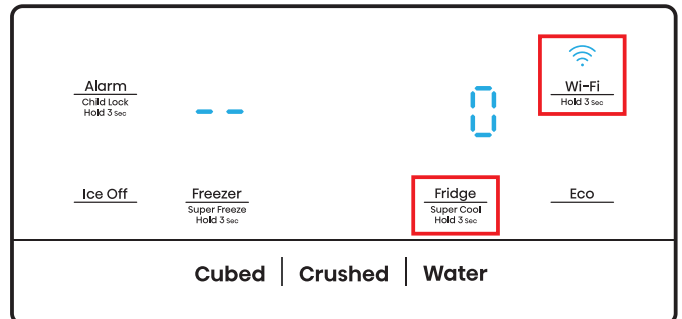 Alarm
Child Lock
Hold 3 Sec
- -
0
Wi-Fi
Hold 3 Sec
Ice Off
Freezer
Super Freeze
Hold 3 Sec
Fridge
Super Cool
Hold 3 Sec
Eco
Cubed
Crushed
Water